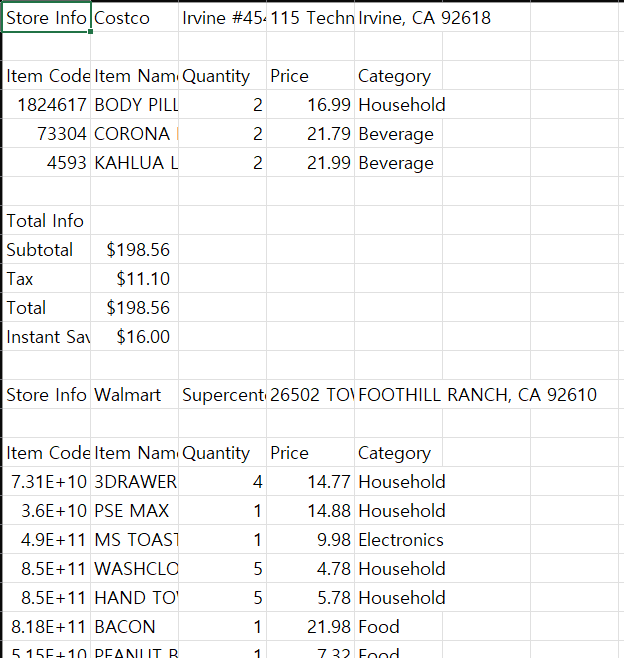 Store Info Costco Irvine #454 115 Techn Irvine, CA 92618
Item Code Item Name Quantity Price Category
1824617 BODY PILL 2 16.99 Household
73304 CORONA 2 21.79 Beverage
4593 KAHLUA L 2 21.99 Beverage
Total Info
Subtotal $198.56
Tax $11.10
Total $198.56
Instant Sav $16.00
Store Info Walmart Supercent 26502 TOW FOOTHILL RANCH, CA 92610
Item Code Item Name Quantity Price Category
7.31E+10 3DRAWER 4 14.77 Household
3.6E+10 PSE MAX 1 14.88 Household
4.9E+11 MS TOAST 1 9.98 Electronics
8.5E+11 WASHCLO 5 4.78 Household
8.5E+11 HAND TOW 5 5.78 Household
8.18E+11 BACON 1 21.98 Food
5.15E+10 PEANUT B 1 7.32 Food